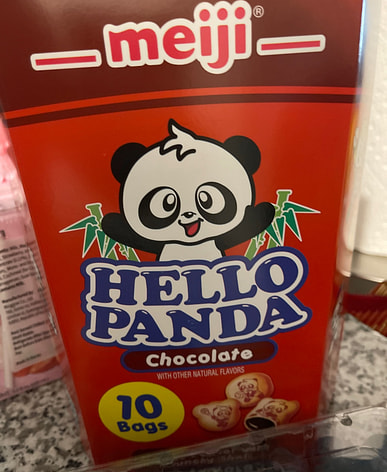 meiji®
HELLO
PANDA
Chocolate
WITH OTHER NATURAL FLAVORS
10
Bags